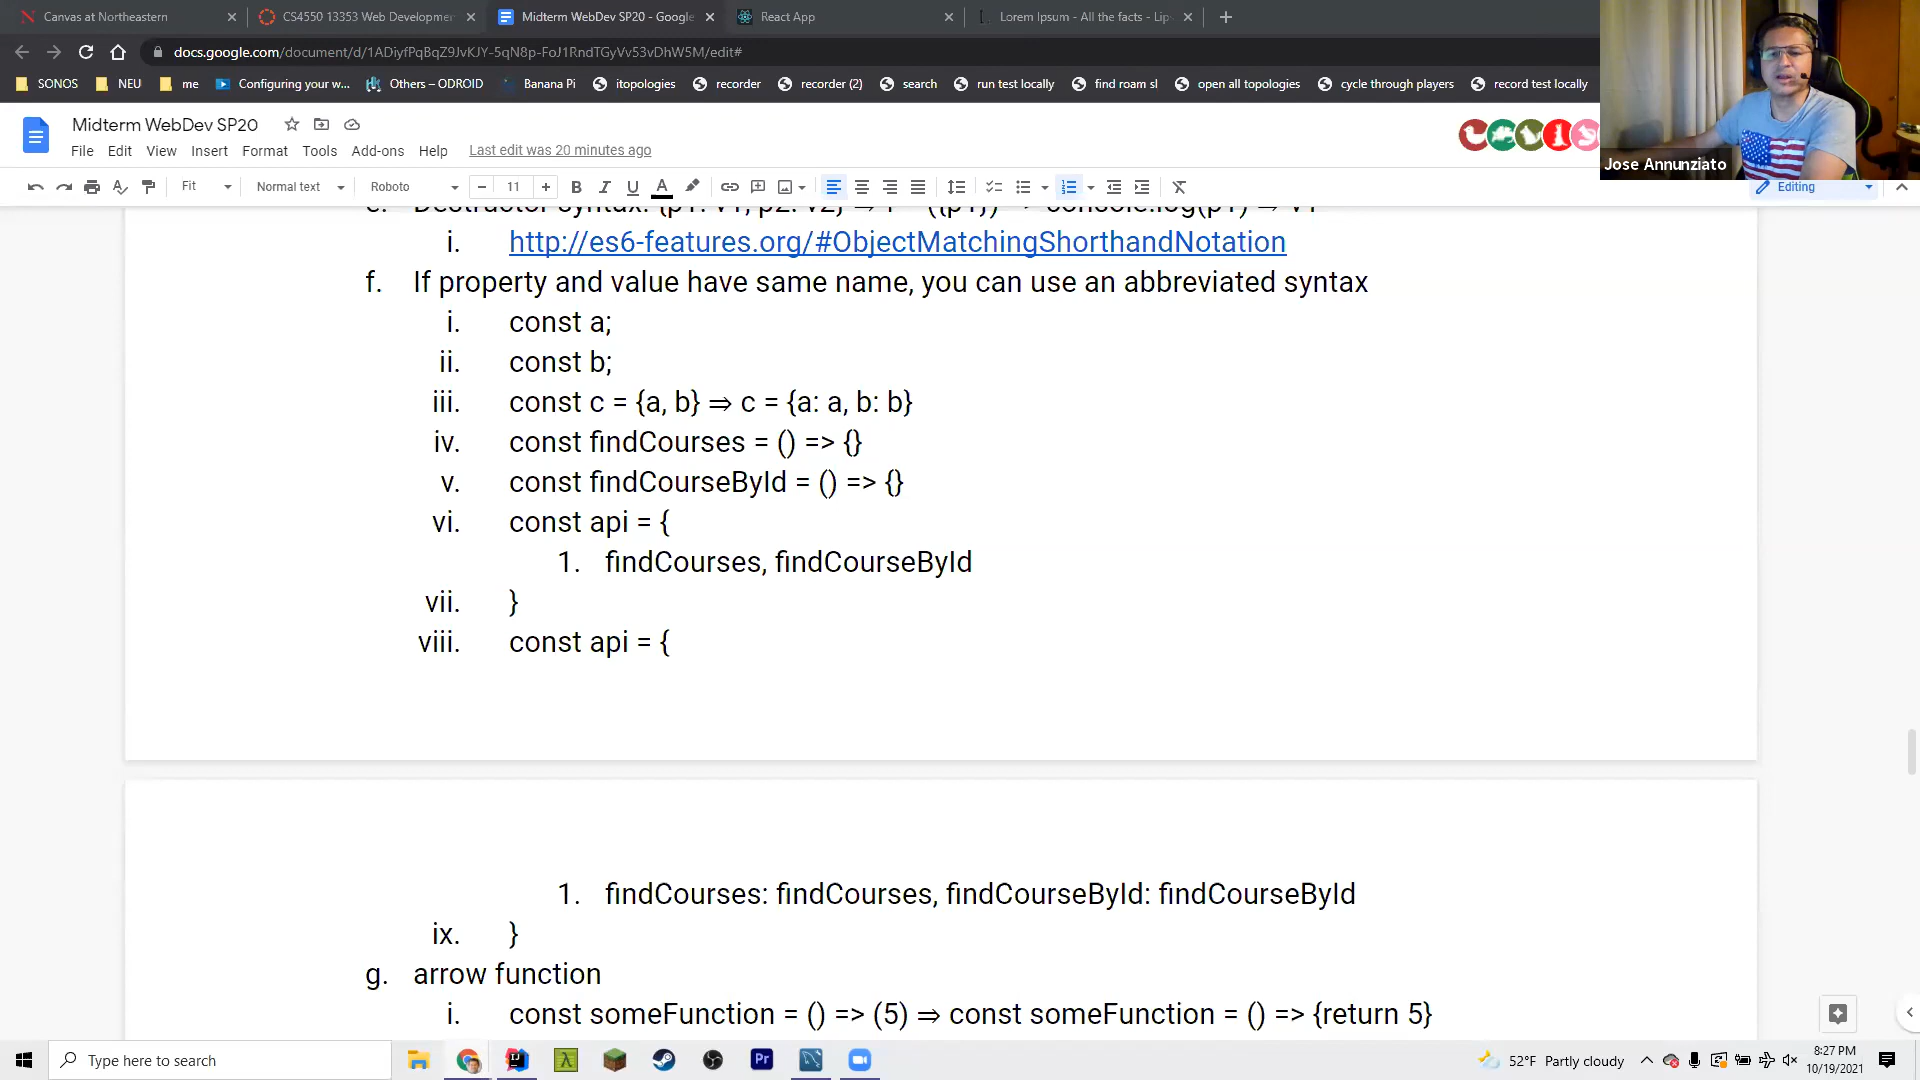 Canvas at Northeastern
CS4550 13353 Web Developmer
Midterm WebDev SP20 - Google
React App
Lorem Ipsum - All the facts - Lip
docs.google.com/document/d/1ADiyfPqBqZ9JvKJY-5qN8p-FoJ1RndTGyVv53vDhW5M/edit#
SONOS
NEU
me
Configuring your w...
Others – ODROID
Banana Pi
itopologies
recorder
recorder (2)
search
run test locally
find roam sl
open all topologies
cycle through players
record test locally
Midterm WebDev SP20
File Edit View Insert Format Tools Add-ons Help Last edit was 20 minutes ago
Jose Annunziato
Fit Normal text Roboto 11 Editing
i. http://es6-features.org/#ObjectMatchingShorthandNotation
f. If property and value have same name, you can use an abbreviated syntax
i. const a;
ii. const b;
iii. const c = {a, b} ⇒ c = {a: a, b: b}
iv. const findCourses = () => {}
v. const findCourseById = () => {}
vi. const api = {
1. findCourses, findCourseById
vii. }
viii. const api = {
1. findCourses: findCourses, findCourseById: findCourseById
ix. }
g. arrow function
i. const someFunction = () => (5) ⇒ const someFunction = () => {return 5}
Type here to search
52°F Partly cloudy
8:27 PM
10/19/2021